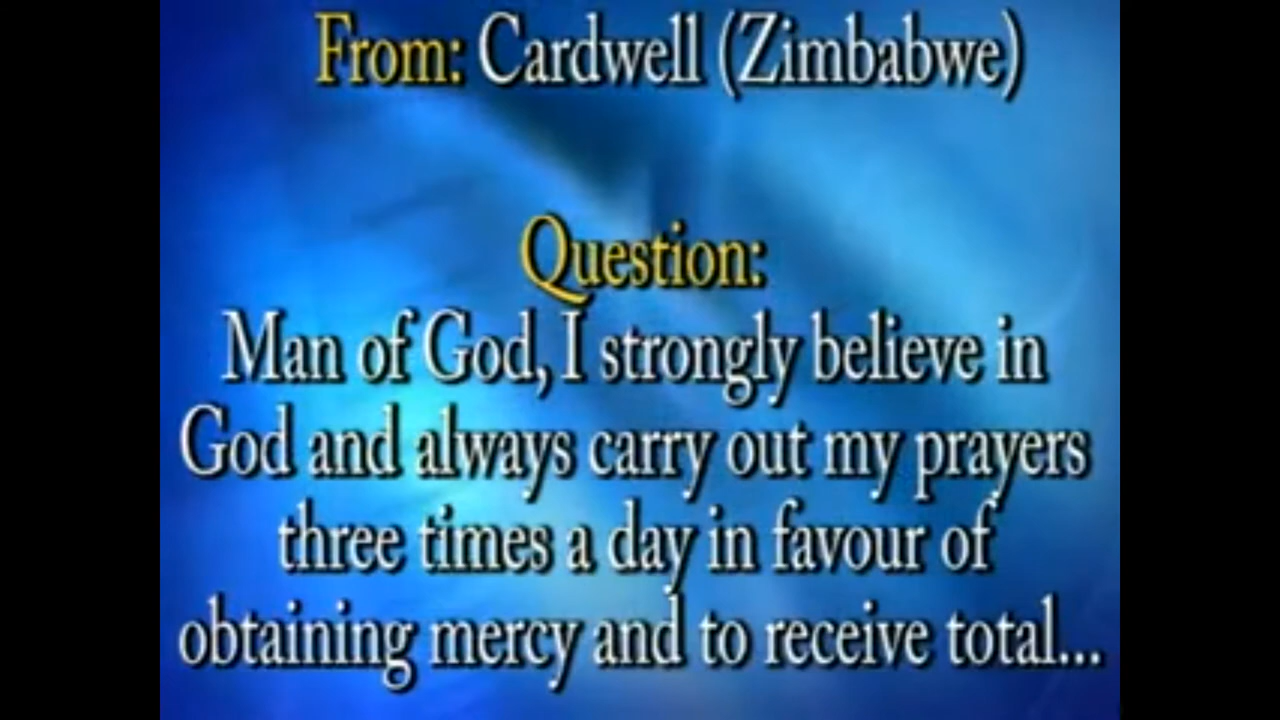 From: Cardwell (Zimbabwe)
Question:
Man of God, I strongly believe in
God and always carry out my prayers
three times a day in favour of
obtaining mercy and to receive total...